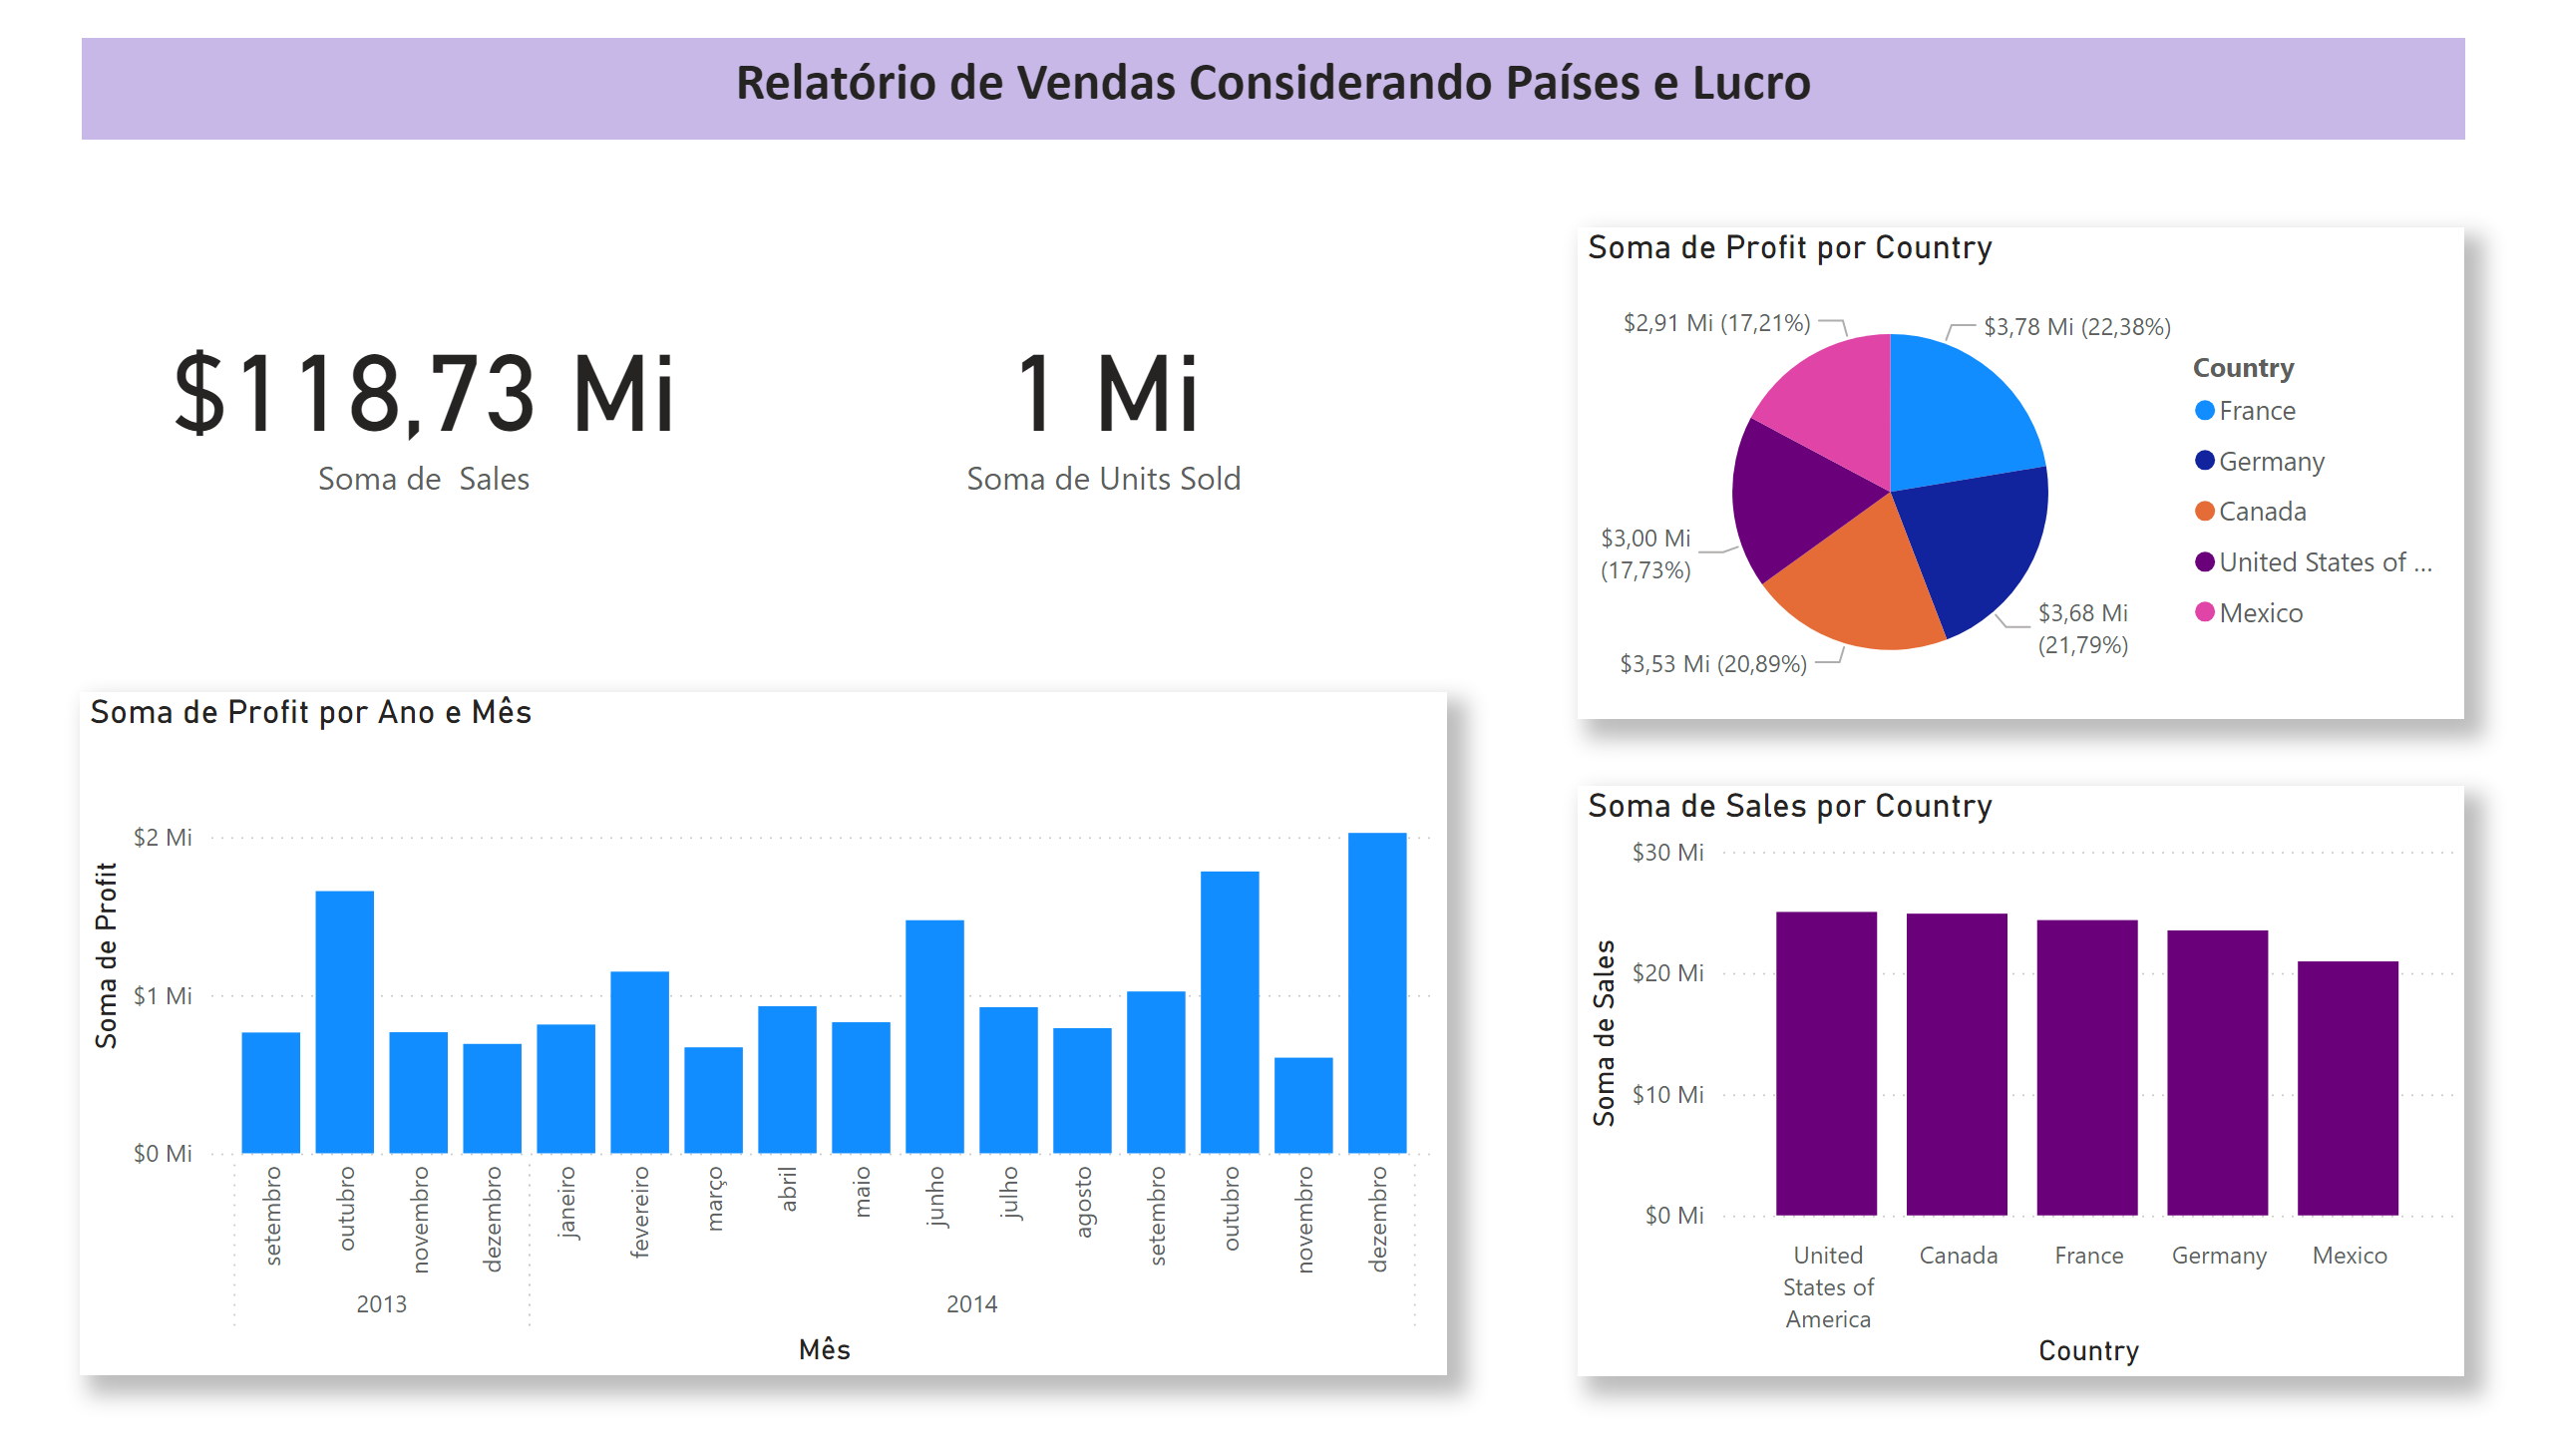 Relatório de Vendas Considerando Países e Lucro
$118,73 Mi
Soma de  Sales
1 Mi
Soma de Units Sold
Soma de Profit por Country
$2,91 Mi (17,21%)
$3,78 Mi (22,38%)
$3,00 Mi
(17,73%)
$3,53 Mi (20,89%)
$3,68 Mi
(21,79%)
Country
France
Germany
Canada
United States of ...
Mexico
Soma de Profit por Ano e Mês
Soma de Profit
$2 Mi
$1 Mi
$0 Mi
setembro
outubro
novembro
dezembro
janeiro
fevereiro
março
abril
maio
junho
julho
agosto
setembro
outubro
novembro
dezembro
2013
2014
Mês
Soma de Sales por Country
Soma de Sales
$30 Mi
$20 Mi
$10 Mi
$0 Mi
United
States of
America
Canada
France
Germany
Mexico
Country